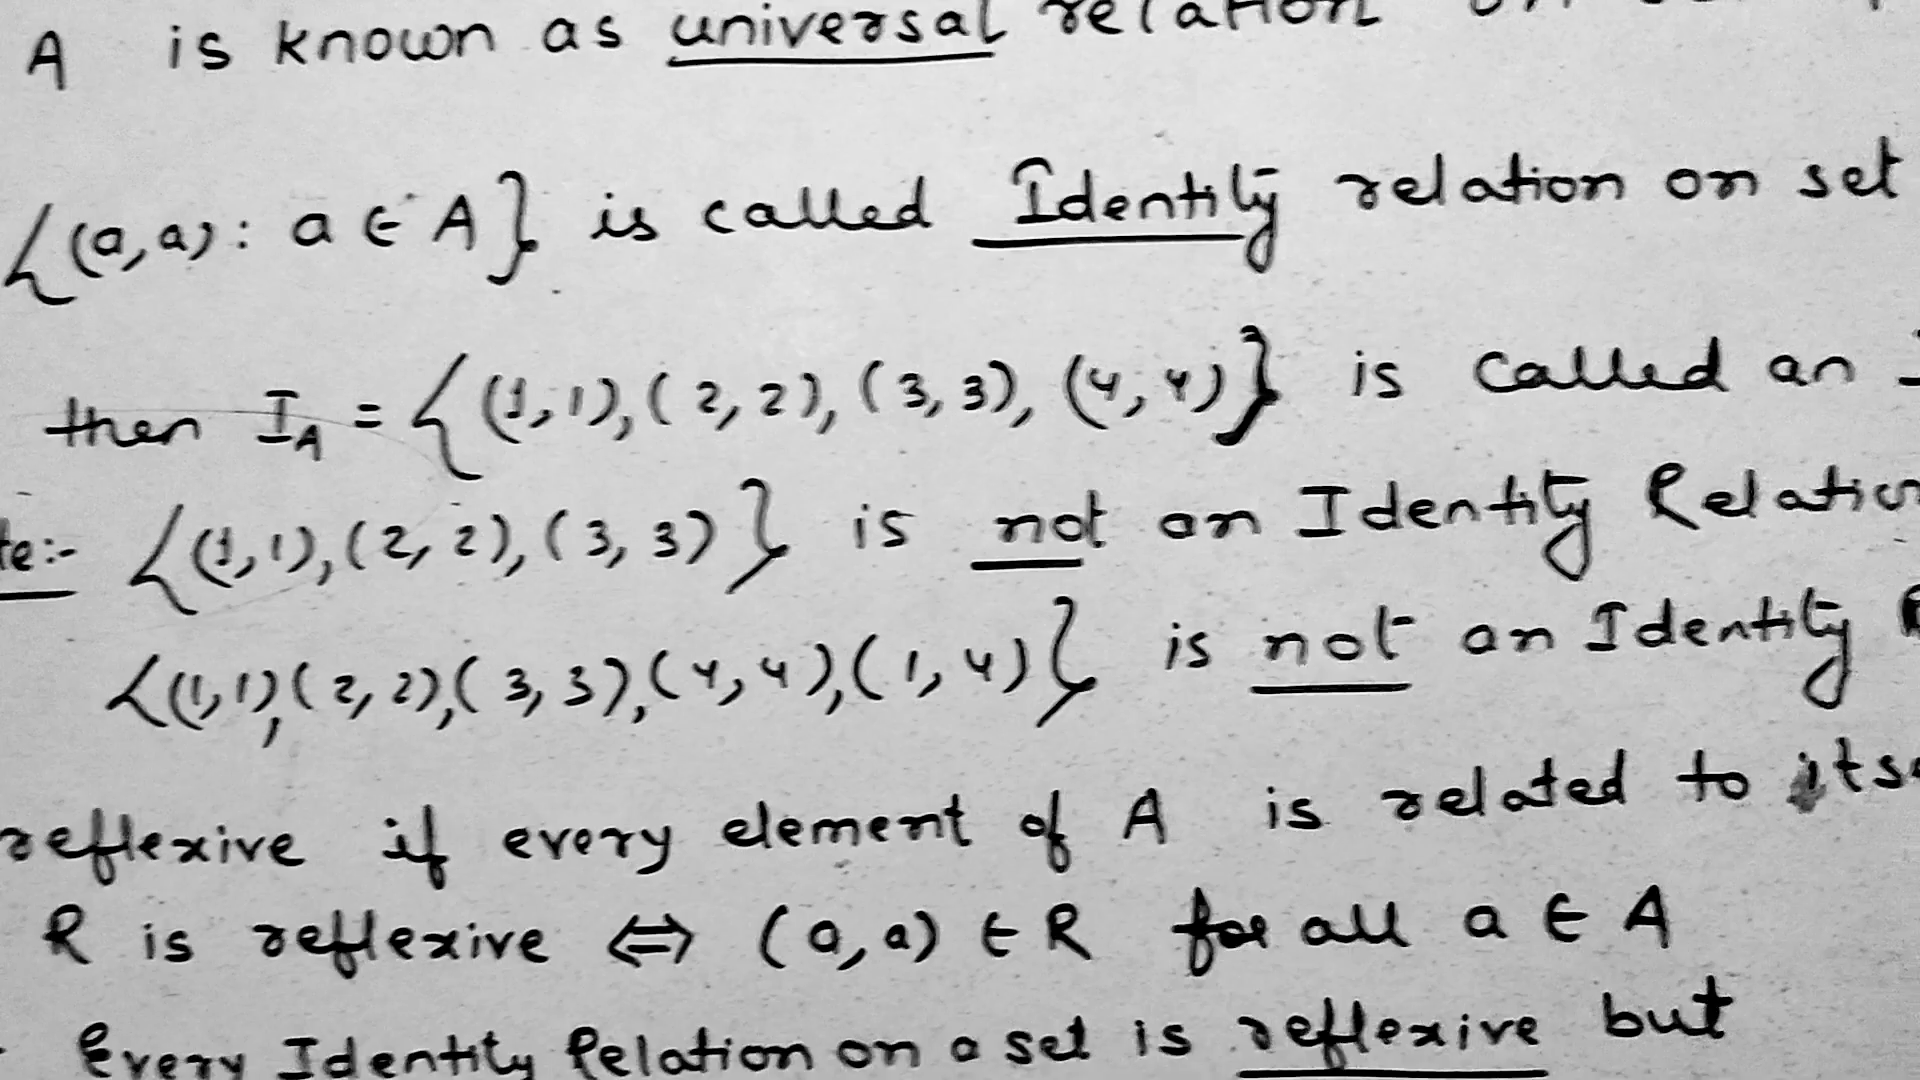 A is known as universal relation
{(a,a): a ∈ A} is called Identity relation on set
then I_A = {(1,1),(2,2),(3,3),(4,4)} is called an
te:- {(1,1),(2,2),(3,3)} is not an Identity Relation
{(1,1),(2,2),(3,3),(4,4),(1,4)} is not an Identity
reflexive if every element of A is related to its
R is reflexive ⇔ (a,a) ∈ R for all a ∈ A
Every Identity Relation on a set is reflexive but